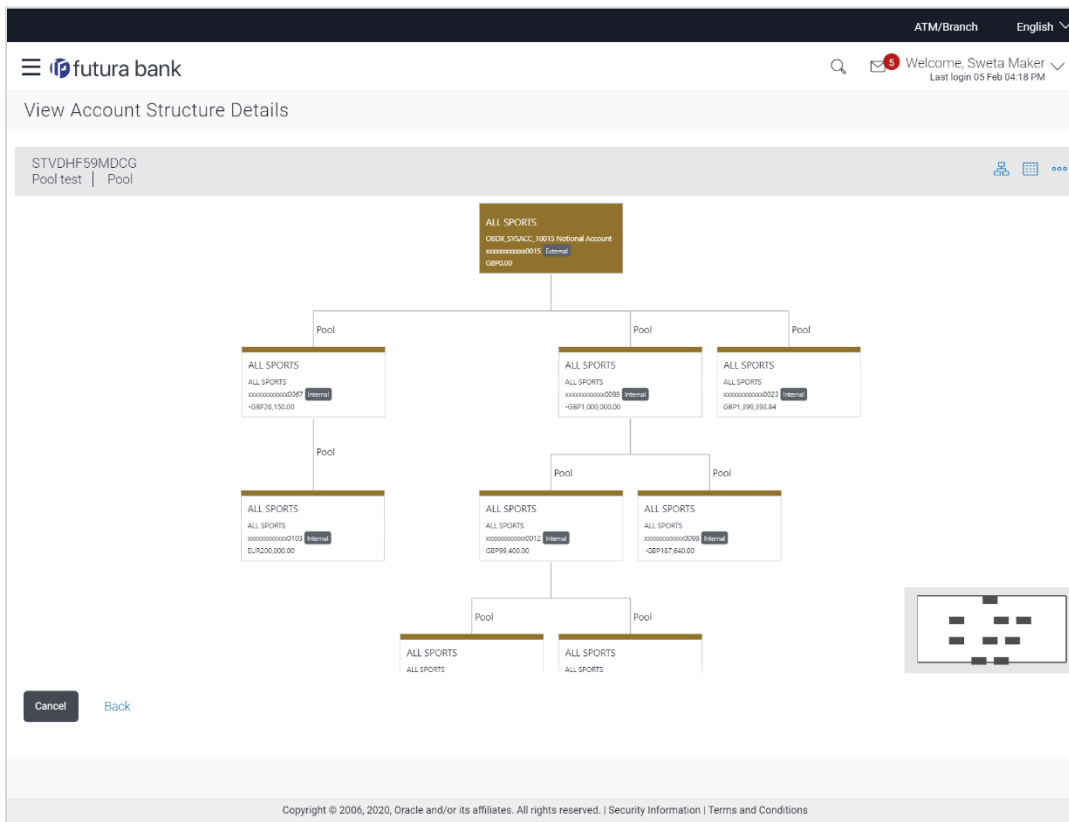 ATM/Branch English
futura bank
5
Welcome, Sweta Maker
Last login 05 Feb 04:18 PM
View Account Structure Details
STVDHF59MDCG
Pool test | Pool
ALL SPORTS
OBDX_SYSACC_10015 Notional Account
xxxxxxxxxxxx0015 External
GBP0.00
Pool Pool Pool
ALL SPORTS
ALL SPORTS
xxxxxxxxxxxx0067 Internal
-GBP26,150.00
ALL SPORTS
ALL SPORTS
xxxxxxxxxxxx0089 Internal
-GBP1,000,000.00
ALL SPORTS
ALL SPORTS
xxxxxxxxxxxx0023 Internal
GBP1,399,393.84
Pool
Pool Pool
ALL SPORTS
ALL SPORTS
xxxxxxxxxxxx0103 Internal
EUR200,000.00
ALL SPORTS
ALL SPORTS
xxxxxxxxxxxx0012 Internal
GBP99,400.00
ALL SPORTS
ALL SPORTS
xxxxxxxxxxxx0098 Internal
-GBP187,640.00
Pool Pool
ALL SPORTS
ALL SPORTS
ALL SPORTS
ALL SPORTS
Cancel Back
Copyright © 2006, 2020, Oracle and/or its affiliates. All rights reserved. | Security Information | Terms and Conditions